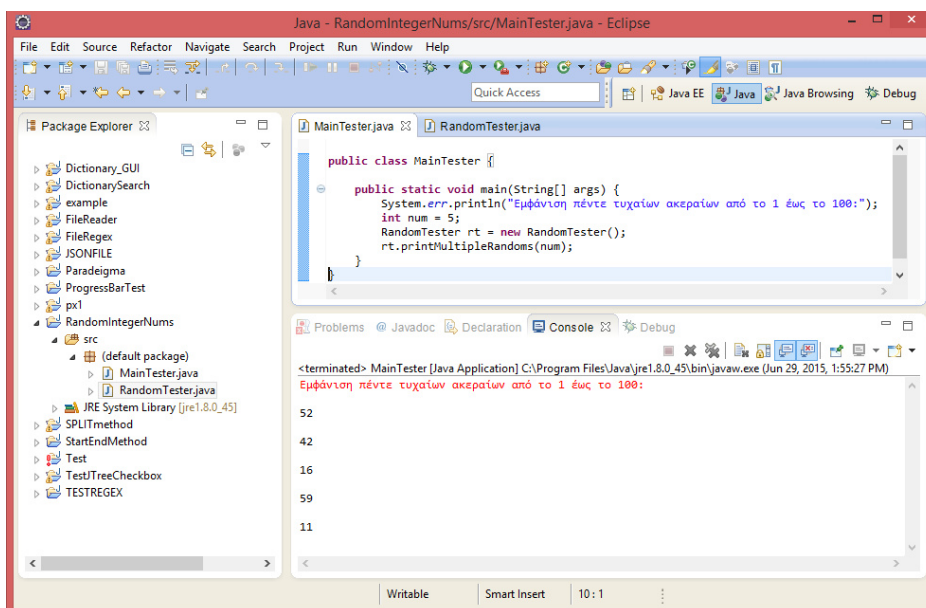 Java - RandomIntegerNums/src/MainTester.java - Eclipse
File Edit Source Refactor Navigate Search Project Run Window Help
Quick Access
Java EE
Java
Java Browsing
Debug
Package Explorer
Dictionary_GUI
DictionarySearch
example
FileReader
FileRegex
JSONFILE
Paradeigma
ProgressBarTest
px1
RandomIntegerNums
src
(default package)
MainTester.java
RandomTester.java
JRE System Library [jre1.8.0_45]
SPLITmethod
StartEndMethod
Test
TestJTreeCheckbox
TESTREGEX
MainTester.java
RandomTester.java
public class MainTester {
public static void main(String[] args) {
System.err.println("Εμφάνιση πέντε τυχαίων ακεραίων από το 1 έως το 100:");
int num = 5;
RandomTester rt = new RandomTester();
rt.printMultipleRandoms(num);
}
}
Problems @ Javadoc Declaration Console Debug
<terminated> MainTester [Java Application] C:\Program Files\Java\jre1.8.0_45\bin\javaw.exe (Jun 29, 2015, 1:55:27 PM)
Εμφάνιση πέντε τυχαίων ακεραίων από το 1 έως το 100:
52
42
16
59
11
Writable
Smart Insert
10 : 1